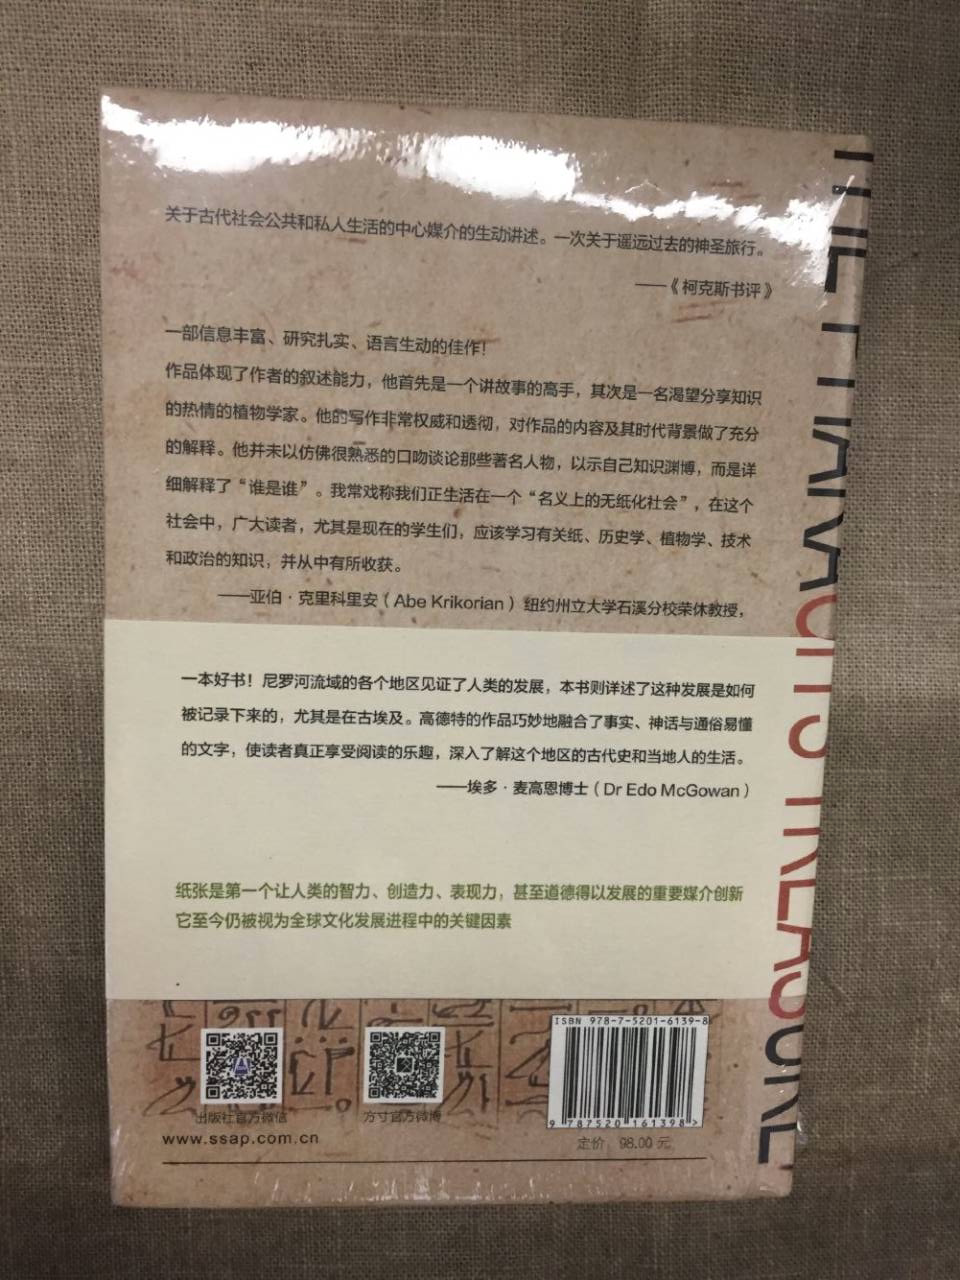 关于古代社会公共和私人生活的中心媒介的生动讲述。一次关于遥远过去的神圣旅行。
——《柯克斯书评》
一部信息丰富、研究扎实、语言生动的佳作！
作品体现了作者的叙述能力，他首先是一个讲故事的高手，其次是一名渴望分享知识
的热情的植物学家。他的写作非常权威和透彻，对作品的内容及其时代背景做了充分
的解释。他并未以仿佛很熟悉的口吻谈论那些著名人物，以示自己知识渊博，而是详
细解释了“谁是谁”。我常戏称我们正生活在一个“名义上的无纸化社会”，在这个
社会中，广大读者，尤其是现在的学生们，应该学习有关纸、历史学、植物学、技术
和政治的知识，并从中有所收获。
——亚伯·克里科里安（Abe Krikorian）纽约州立大学石溪分校荣休教授，
一本好书！尼罗河流域的各个地区见证了人类的发展，本书则详述了这种发展是如何
被记录下来的，尤其是在古埃及。高德特的作品巧妙地融合了事实、神话与通俗易懂
的文字，使读者真正享受阅读的乐趣，深入了解这个地区的古代史和当地人的生活。
——埃多·麦高恩博士（Dr Edo McGowan）
纸张是第一个让人类的智力、创造力、表现力，甚至道德得以发展的重要媒介创新
它至今仍被视为全球文化发展进程中的关键因素
出版社官方微信
方寸官方微博
www.ssap.com.cn
ISBN 978-7-5201-6139-8
9 787520 161398 >
定价：98.00 元